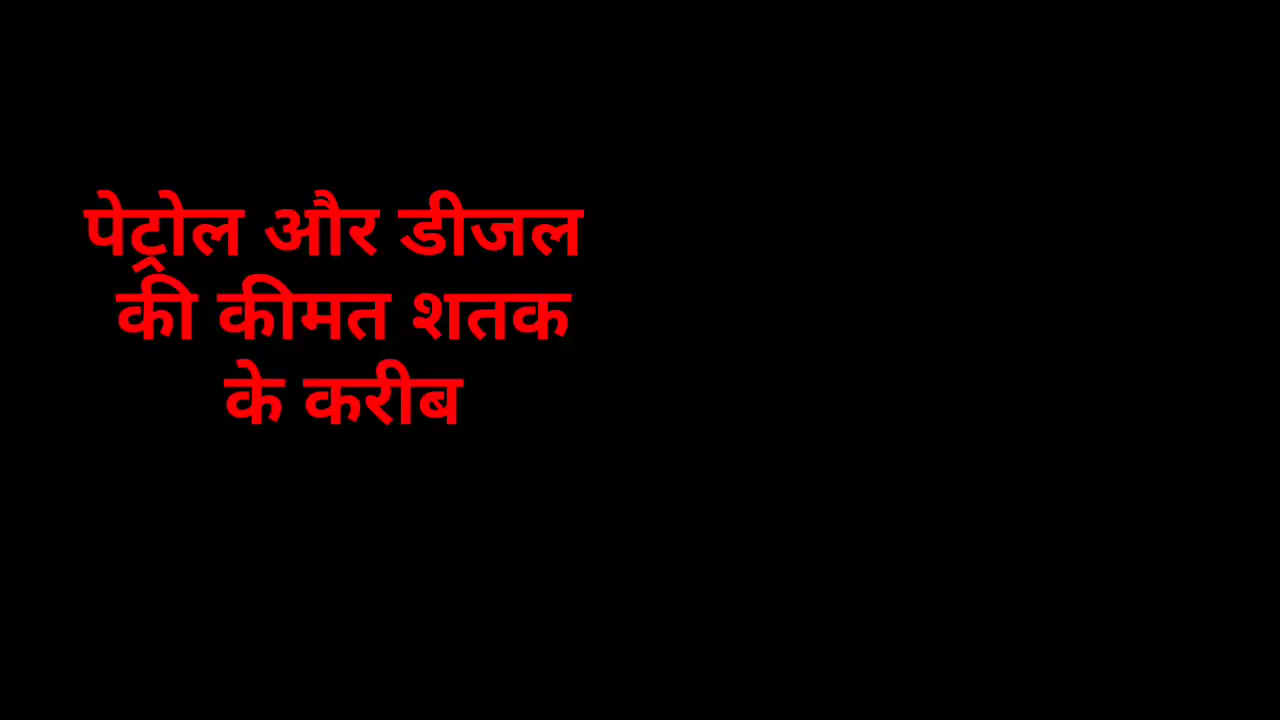 पेट्रोल और डीजल
की कीमत शतक
के करीब